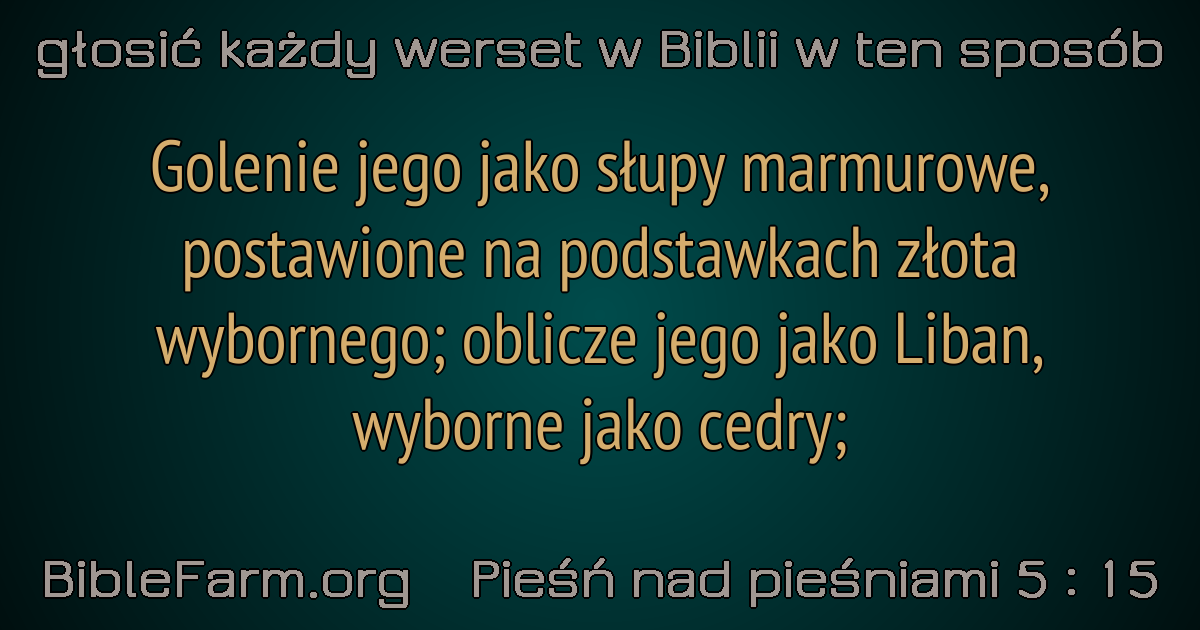 głosić każdy werset w Biblii w ten sposób
Golenie jego jako słupy marmurowe,
postawione na podstawkach złota
wybornego; oblicze jego jako Liban,
wyborne jako cedry;
BibleFarm.org Pieśń nad pieśniami 5 : 15